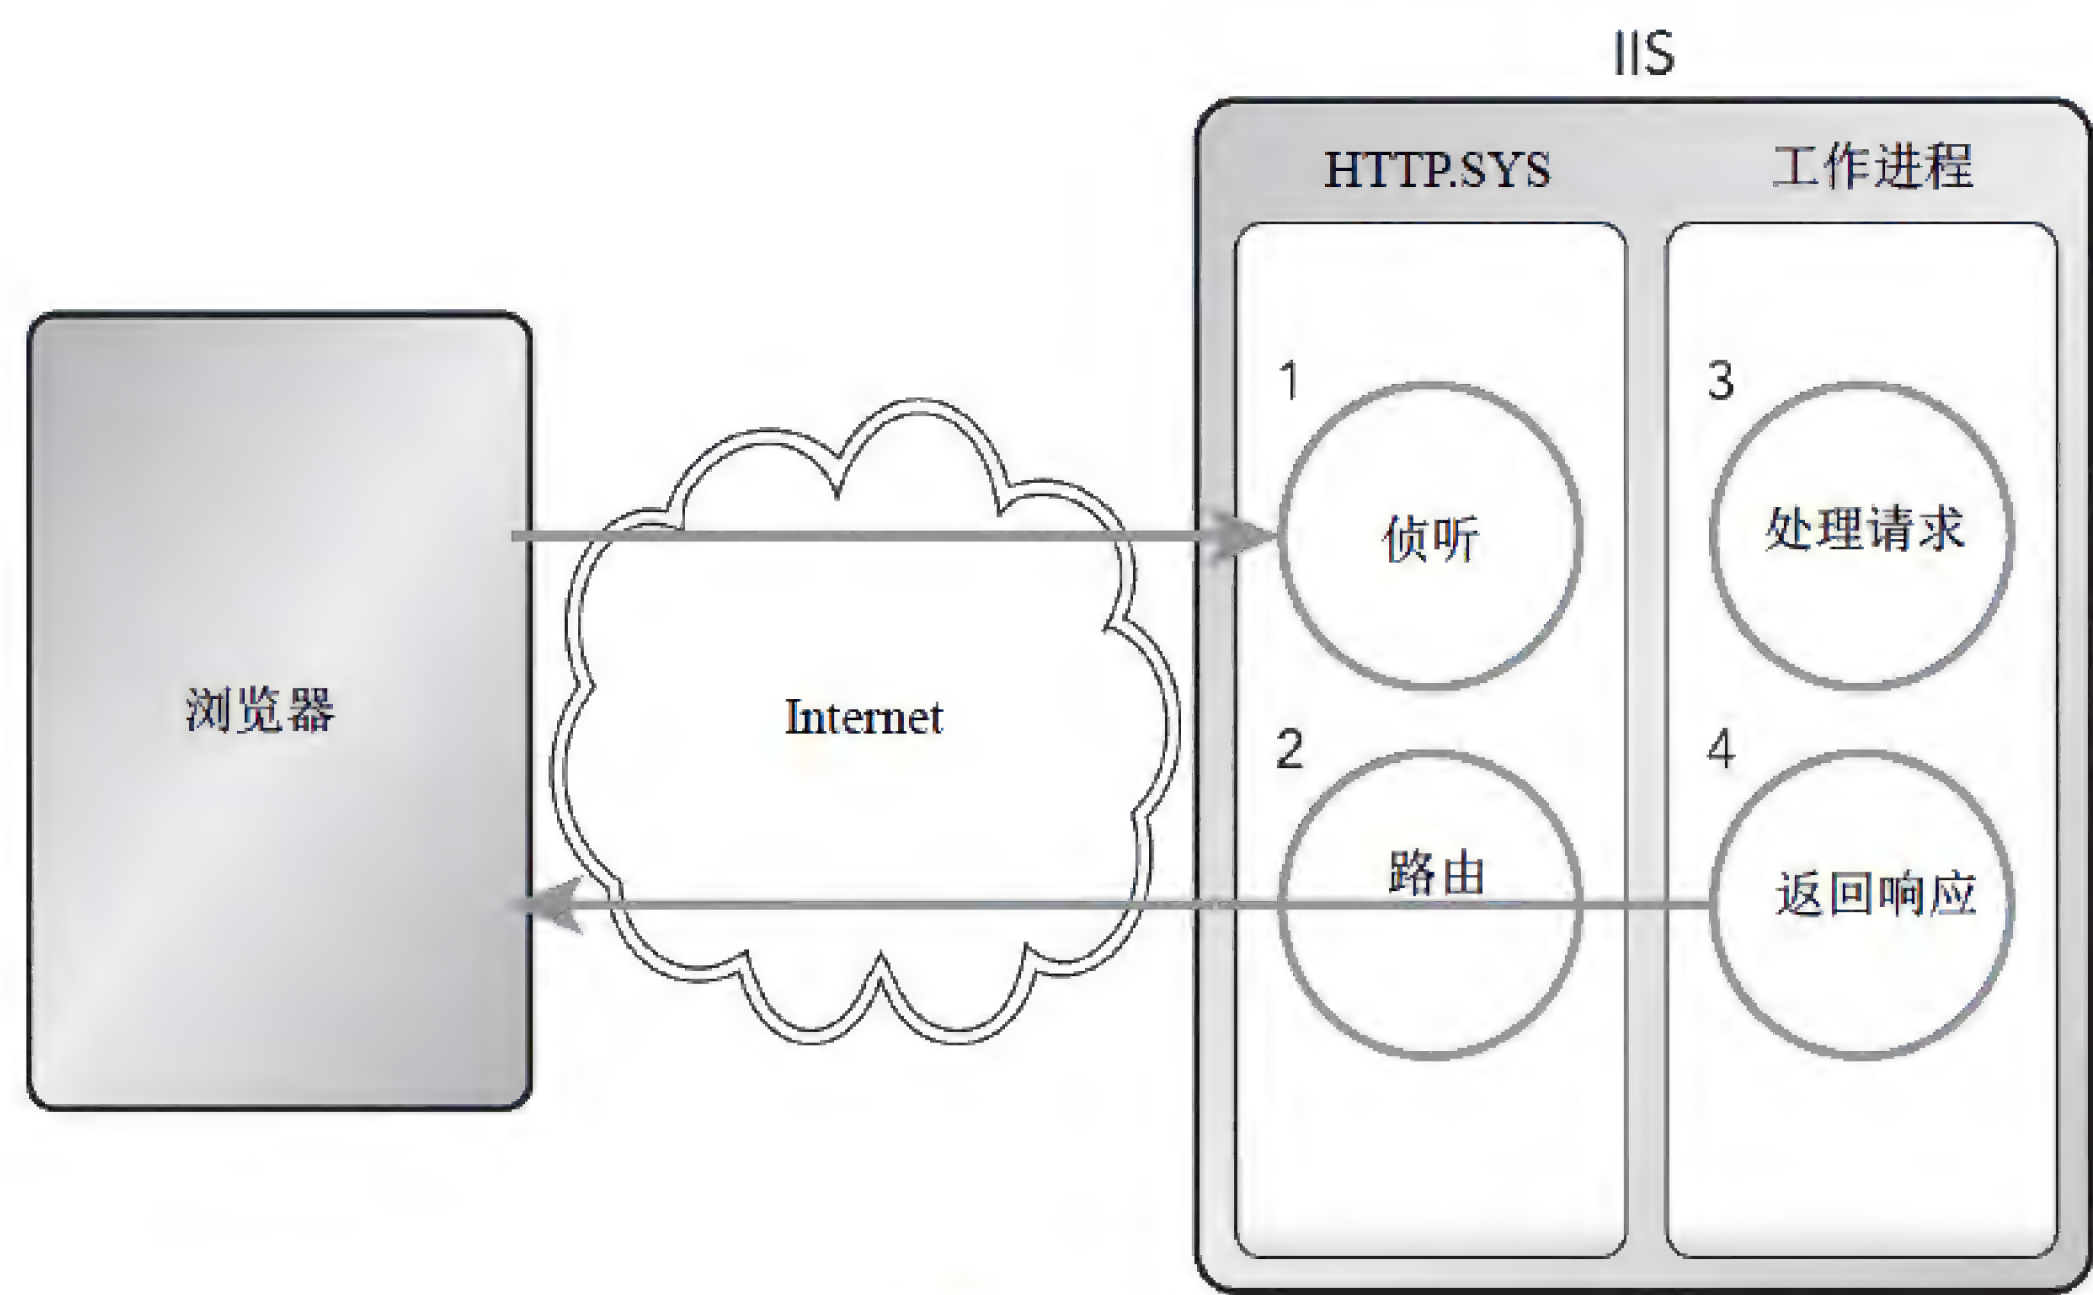 IIS
HTTP.SYS
工作进程
1
3
侦听
处理请求
浏览器
Internet
2
4
路由
返回响应